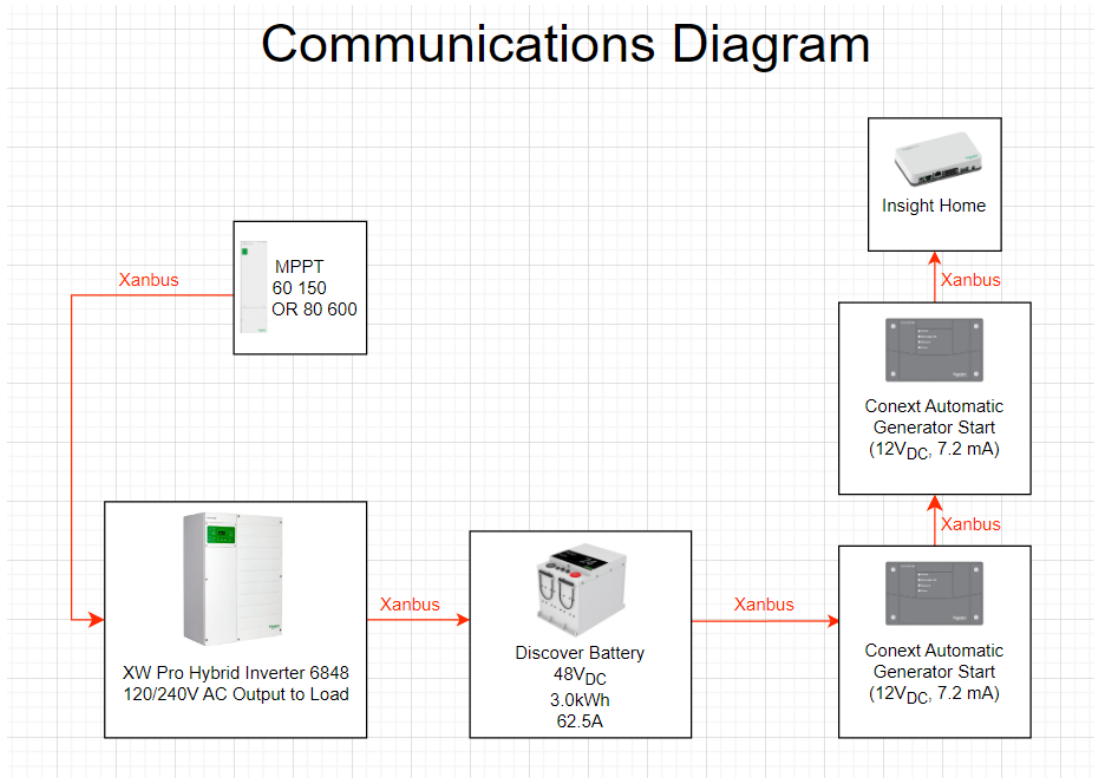 Communications Diagram
Insight Home
Xanbus
MPPT
60 150
OR 80 600
Xanbus
Conext Automatic
Generator Start
(12VDC, 7.2 mA)
Xanbus
XW Pro Hybrid Inverter 6848
120/240V AC Output to Load
Xanbus
Discover Battery
48VDC
3.0kWh
62.5A
Xanbus
Conext Automatic
Generator Start
(12VDC, 7.2 mA)